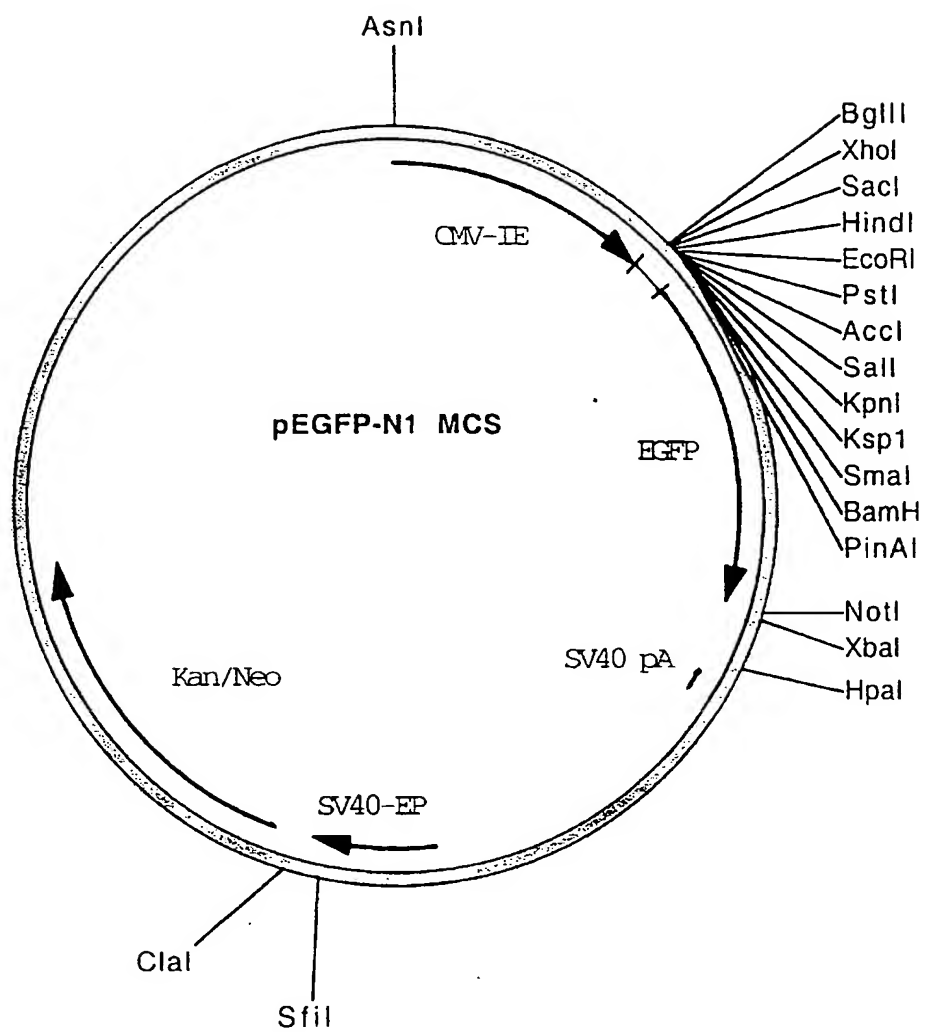 AsnI
BglII
XhoI
SacI
HindI
EcoRI
PstI
AccI
SalI
KpnI
Ksp1
SmaI
BamH
PinAI
NotI
XbaI
HpaI
CMV-IE
pEGFP-N1 MCS
EGFP
SV40 pA
Kan/Neo
SV40-EP
ClaI
SfiI